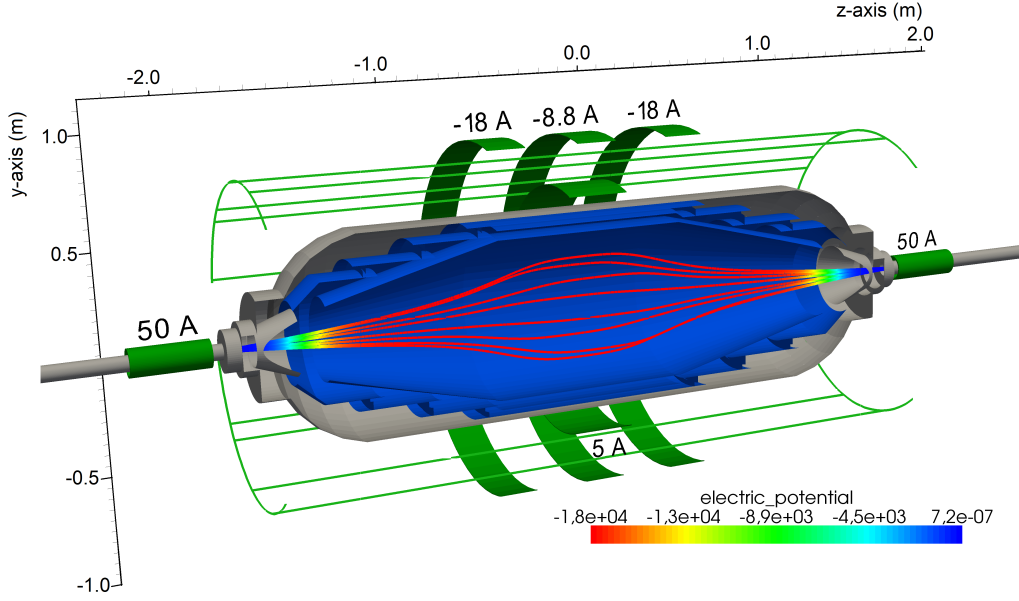 z-axis (m)
-2.0
-1.0
0.0
1.0
2.0
y-axis (m)
1.0
0.5
-0.5
-1.0
-18 A
-8.8 A
-18 A
50 A
50 A
5 A
electric_potential
-1.8e+04 -1.3e+04 -8.9e+03 -4.5e+03 7.2e-07